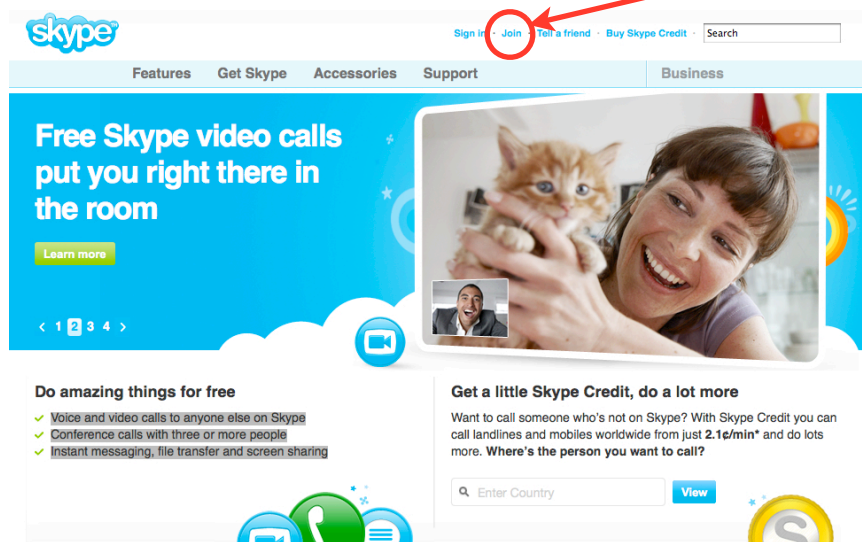 skype™
Sign in · Join · Tell a friend · Buy Skype Credit · Search
Features Get Skype Accessories Support Business
Free Skype video calls
put you right there in
the room
Learn more
< 1 2 3 4 >
Do amazing things for free
Voice and video calls to anyone else on Skype
Conference calls with three or more people
Instant messaging, file transfer and screen sharing
Get a little Skype Credit, do a lot more
Want to call someone who's not on Skype? With Skype Credit you can
call landlines and mobiles worldwide from just 2.1¢/min* and do lots
more. Where's the person you want to call?
Enter Country View
S